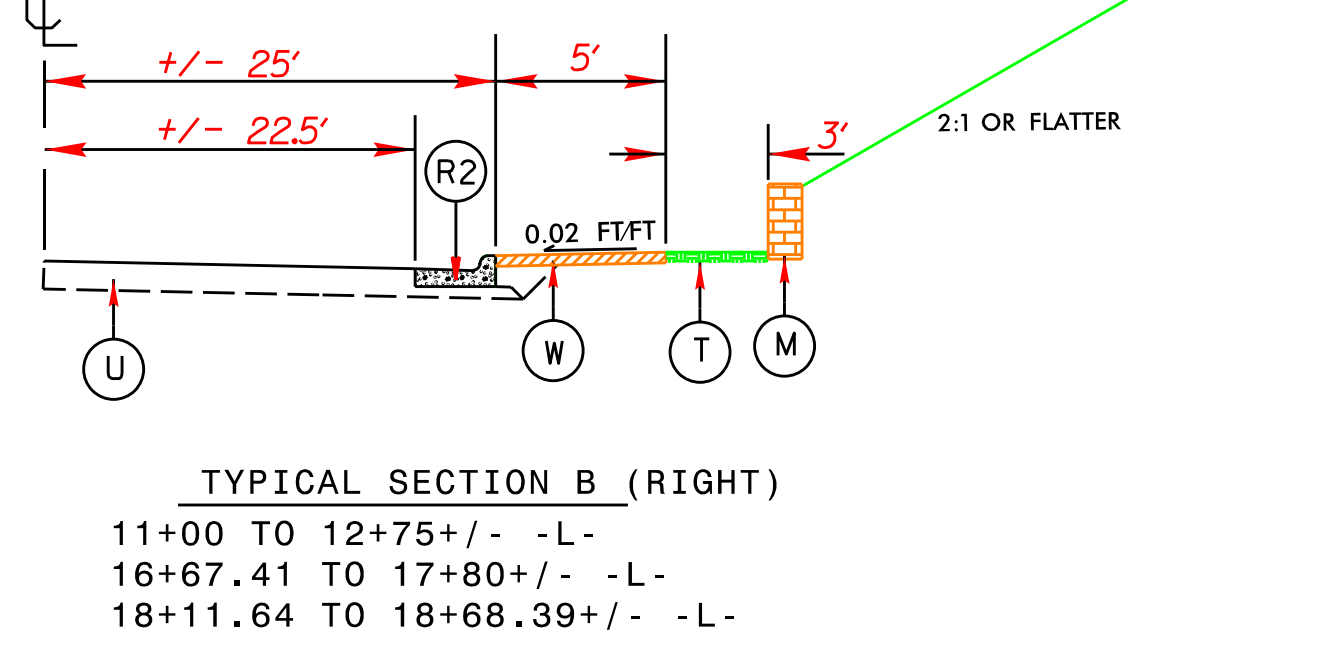 +/- 25'
5'
+/- 22.5'
3'
2:1 OR FLATTER
R2
0.02 FT/FT
U
W
T
M
TYPICAL SECTION B (RIGHT)
11+00 TO 12+75+/- -L-
16+67.41 TO 17+80+/- -L-
18+11.64 TO 18+68.39+/- -L-